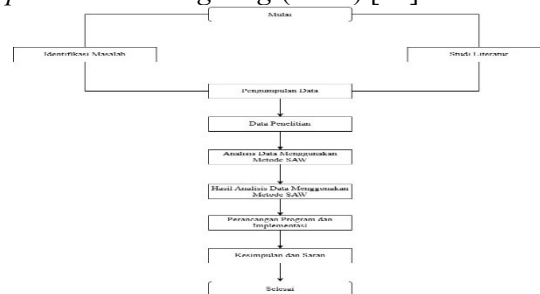 Mulai
Identifikasi Masalah
Studi Literatur
Pengumpulan Data
Data Penelitian
Analisis Data Menggunakan
Metode SAW
Hasil Analisis Data Menggunakan
Metode SAW
Perancangan Program dan
Implementasi
Kesimpulan dan Saran
Selesai